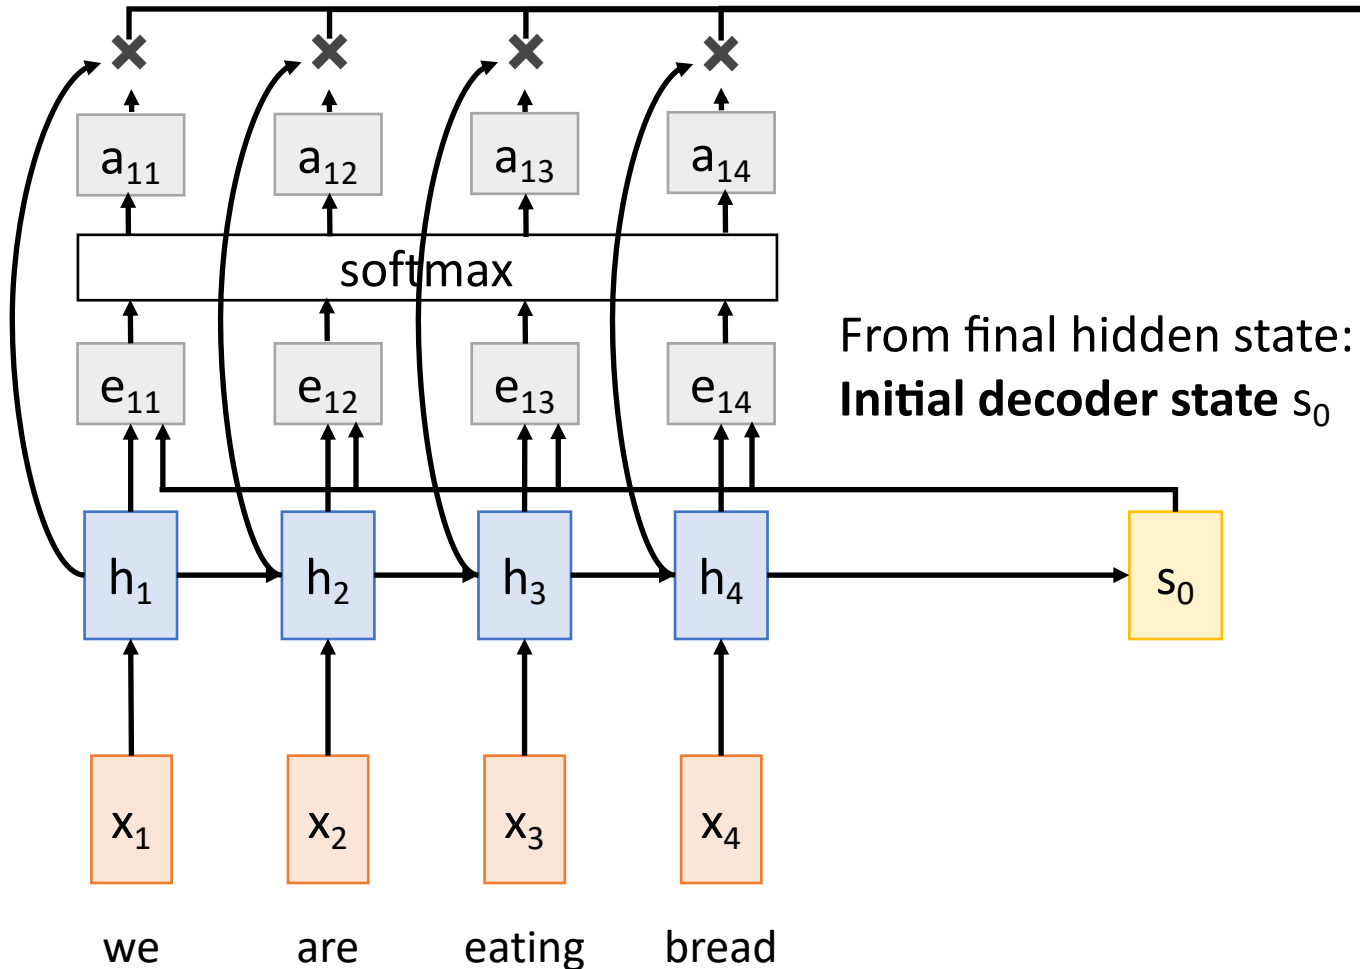 a₁₁ a₁₂ a₁₃ a₁₄
softmax
e₁₁ e₁₂ e₁₃ e₁₄
From final hidden state:
Initial decoder state s₀
h₁ h₂ h₃ h₄ s₀
x₁ x₂ x₃ x₄
we are eating bread